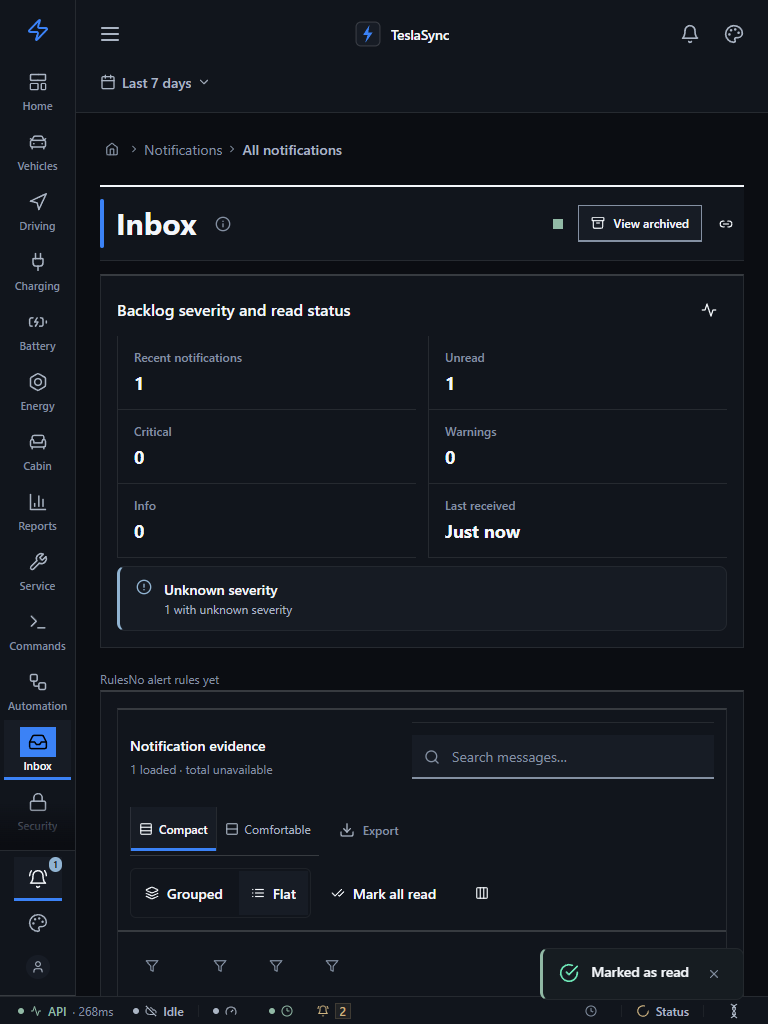 TeslaSync
Last 7 days
Home
Vehicles
Driving
Charging
Battery
Energy
Cabin
Reports
Service
Commands
Automation
Inbox
Security
1
Notifications
All notifications
Inbox
View archived
Backlog severity and read status
Recent notifications
1
Unread
1
Critical
0
Warnings
0
Info
0
Last received
Just now
Unknown severity
1 with unknown severity
RulesNo alert rules yet
Notification evidence
1 loaded · total unavailable
Search messages...
Compact
Comfortable
Export
Grouped
Flat
Mark all read
Marked as read
API · 268ms
Idle
2
Status